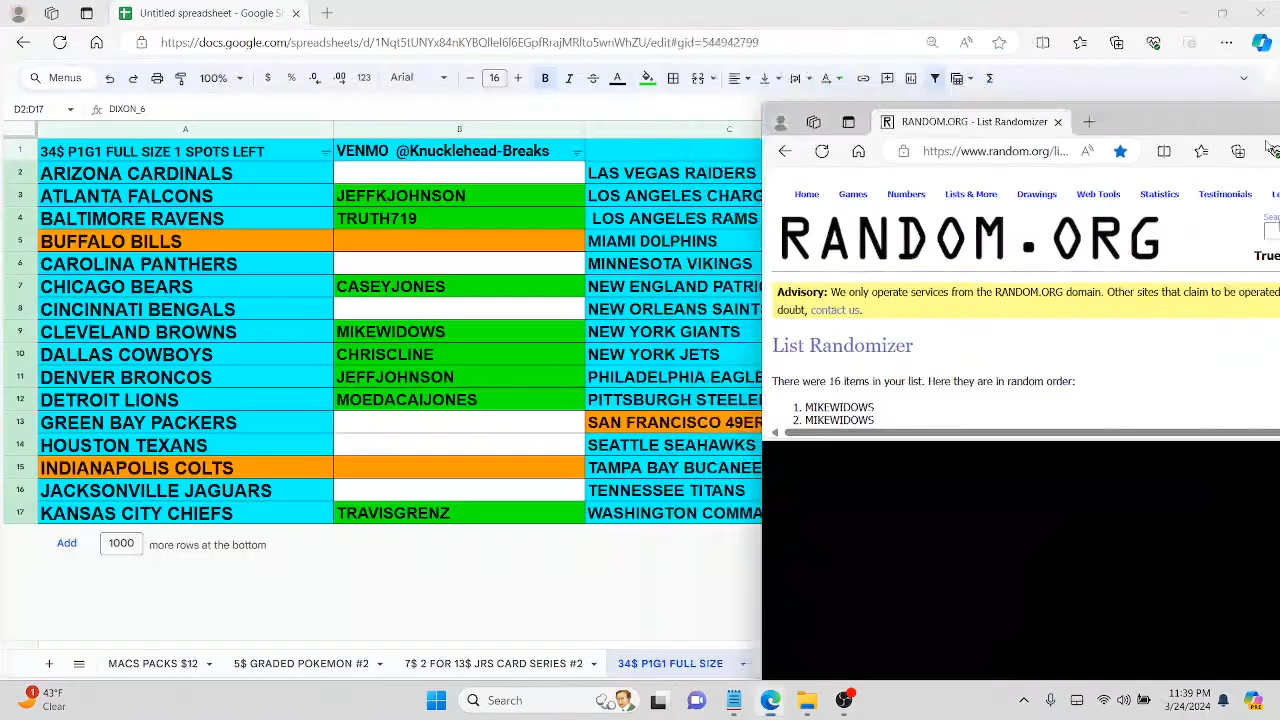 Untitled spreadsheet - Google S
https://docs.google.com/spreadsheets/d/
Menus 100% $ % .0 .00 123 Arial 16 B I A
D2:D17 fx DIXON_6
A B C
1 34$ P1G1 FULL SIZE 1 SPOTS LEFT VENMO @Knucklehead-Breaks
ARIZONA CARDINALS LAS VEGAS RAIDERS
ATLANTA FALCONS JEFFKJOHNSON LOS ANGELES CHARG
4 BALTIMORE RAVENS TRUTH719 LOS ANGELES RAMS
5 BUFFALO BILLS MIAMI DOLPHINS
6 CAROLINA PANTHERS MINNESOTA VIKINGS
7 CHICAGO BEARS CASEYJONES NEW ENGLAND PATRI
CINCINNATI BENGALS NEW ORLEANS SAINT
9 CLEVELAND BROWNS MIKEWIDOWS NEW YORK GIANTS
10 DALLAS COWBOYS CHRISCLINE NEW YORK JETS
11 DENVER BRONCOS JEFFJOHNSON PHILADELPHIA EAGLE
DETROIT LIONS MOEDACAIJONES PITTSBURGH STEELE
13 GREEN BAY PACKERS SAN FRANCISCO 49ER
HOUSTON TEXANS SEATTLE SEAHAWKS
15 INDIANAPOLIS COLTS TAMPA BAY BUCANEE
16 JACKSONVILLE JAGUARS TENNESSEE TITANS
17 KANSAS CITY CHIEFS TRAVISGRENZ WASHINGTON COMMA
Add 1000 more rows at the bottom
MACS PACKS $12 5$ GRADED POKEMON #2 7$ 2 FOR 13$ JRS CARD SERIES #2 34$ P1G1 FULL SIZE
RANDOM.ORG - List Randomizer
https://www.random.org/li...
Home Games Numbers Lists & More Drawings Web Tools Statistics Testimonials
RANDOM.ORG
True
Advisory: We only operate services from the RANDOM.ORG domain. Other sites that claim to be operated
doubt, contact us.
List Randomizer
There were 16 items in your list. Here they are in random order:
1. MIKEWIDOWS
2. MIKEWIDOWS
1
43°F
Clear
Search
11:39 PM
3/24/2024